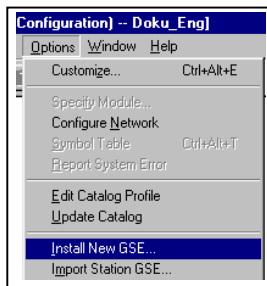 Configuration) -- Doku_Eng]
Options Window Help
Customize... Ctrl+Alt+E
Specify Module...
Configure Network
Symbol Table Ctrl+Alt+T
Report System Error
Edit Catalog Profile
Update Catalog
Install New GSE...
Import Station GSE...